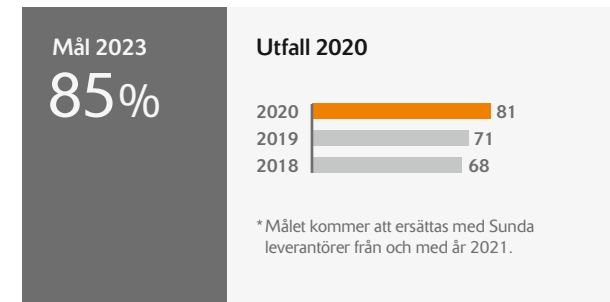 Mål 2023
85%
Utfall 2020
2020 81
2019 71
2018 68
*Målet kommer att ersättas med Sunda
leverantörer från och med år 2021.